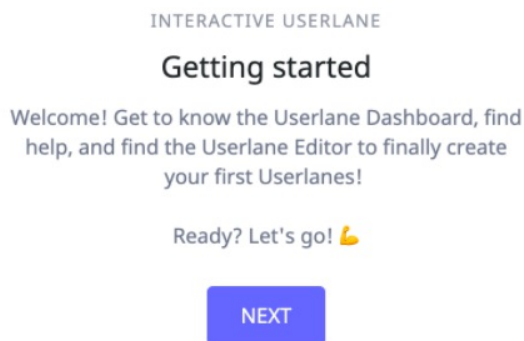 INTERACTIVE USERLANE
Getting started
Welcome! Get to know the Userlane Dashboard, find
help, and find the Userlane Editor to finally create
your first Userlanes!
Ready? Let's go! 💪
NEXT